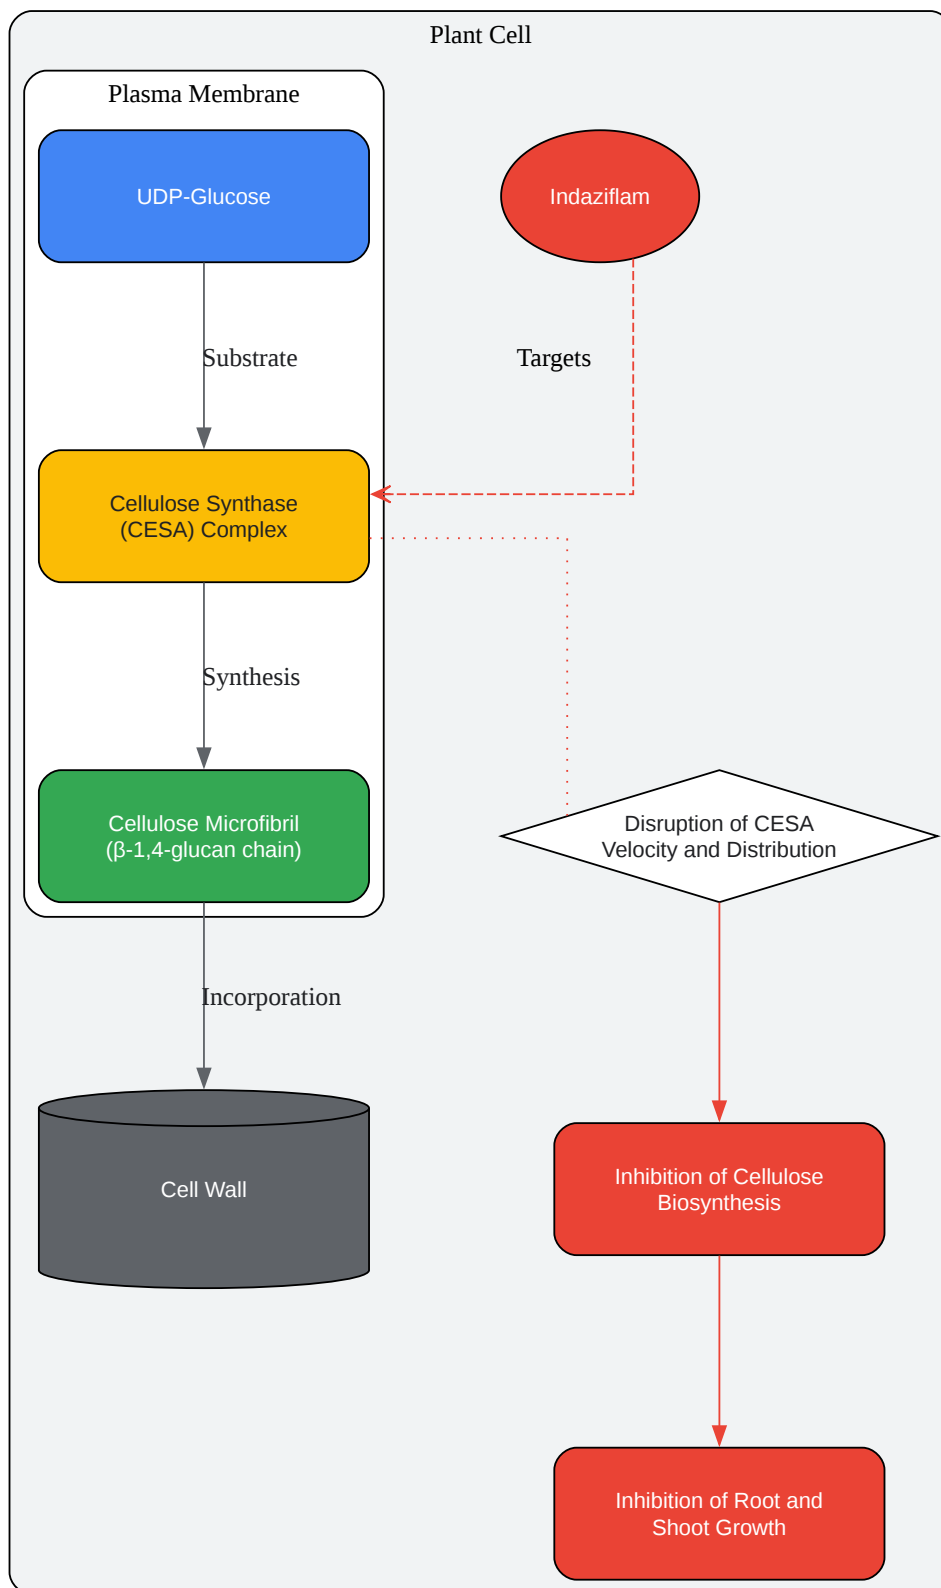 Plant Cell
Plasma Membrane
UDP-Glucose
Indaziflam
Substrate
Targets
Cellulose Synthase
(CESA) Complex
Synthesis
Cellulose Microfibril
(β-1,4-glucan chain)
Disruption of CESA
Velocity and Distribution
Incorporation
Cell Wall
Inhibition of Cellulose
Biosynthesis
Inhibition of Root and
Shoot Growth